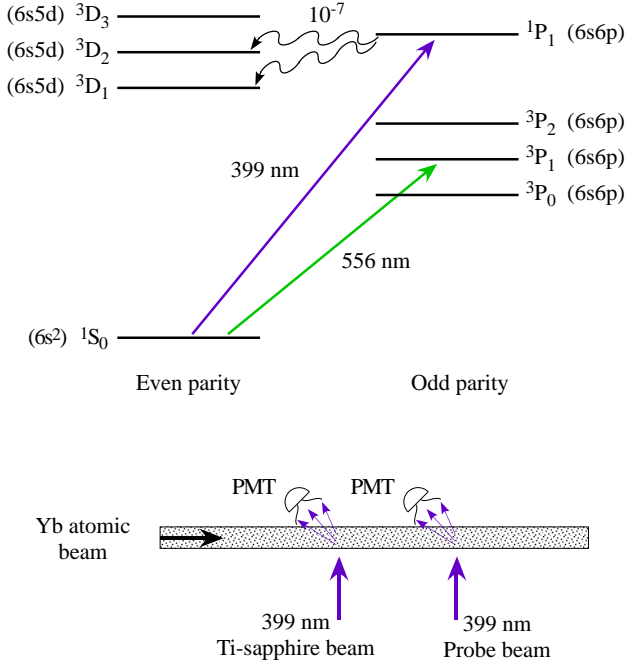 (6s5d) ³D₃
(6s5d) ³D₂
(6s5d) ³D₁
10⁻⁷
¹P₁ (6s6p)
³P₂ (6s6p)
³P₁ (6s6p)
³P₀ (6s6p)
399 nm
556 nm
(6s²) ¹S₀
Even parity
Odd parity
PMT
PMT
Yb atomic
beam
399 nm
Ti-sapphire beam
399 nm
Probe beam